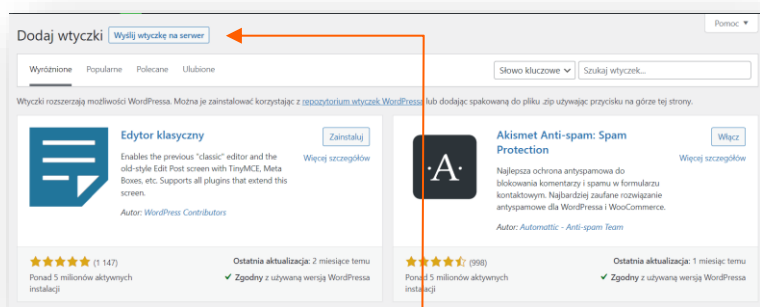 Pomoc ▼
Dodaj wtyczki Wyślij wtyczkę na serwer
Wyróżnione Popularne Polecane Ulubione
Słowo kluczowe Szukaj wtyczek...
Wtyczki rozszerzają możliwości WordPressa. Można je zainstalować korzystając z repozytorium wtyczek WordPressa lub dodając spakowaną do pliku .zip używając przycisku na górze tej strony.
Edytor klasyczny
Zainstaluj
Więcej szczegółów
Enables the previous "classic" editor and the
old-style Edit Post screen with TinyMCE, Meta
Boxes, etc. Supports all plugins that extend this
screen.
Autor: WordPress Contributors
(1 147)
Ponad 5 milionów aktywnych
instalacji
Ostatnia aktualizacja: 2 miesiące temu
✔ Zgodny z używaną wersją WordPressa
Akismet Anti-spam: Spam
Protection
Włącz
Więcej szczegółów
·A·
Najlepsza ochrona antyspamowa do
blokowania komentarzy i spamu w formularzu
kontaktowym. Najbardziej zaufane rozwiązanie
antyspamowe dla WordPressa i WooCommerce.
Autor: Automattic - Anti-spam Team
(998)
Ponad 5 milionów aktywnych
instalacji
Ostatnia aktualizacja: 1 miesiąc temu
✔ Zgodny z używaną wersją WordPressa